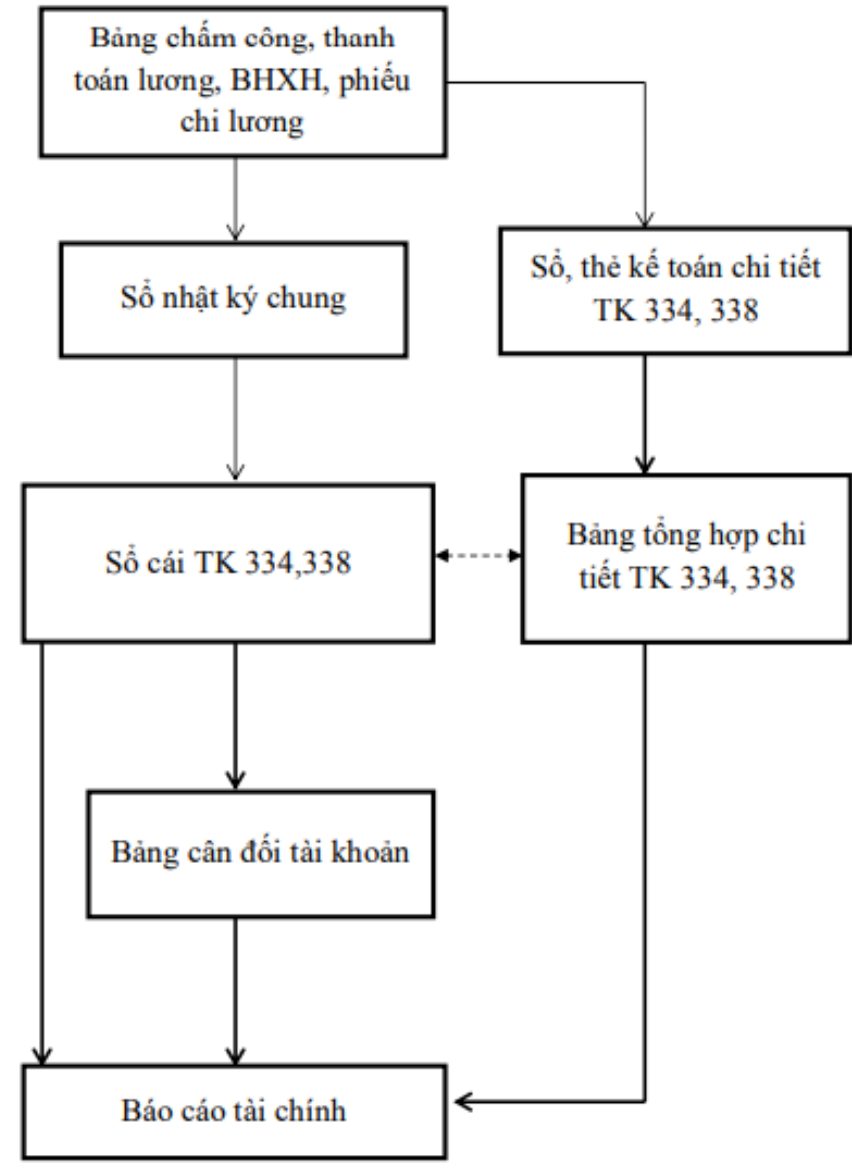 Bảng chấm công, thanh
toán lương, BHXH, phiếu
chi lương
Sổ nhật ký chung
Sổ, thẻ kế toán chi tiết
TK 334, 338
Sổ cái TK 334,338
Bảng tổng hợp chi
tiết TK 334, 338
Bảng cân đối tài khoản
Báo cáo tài chính